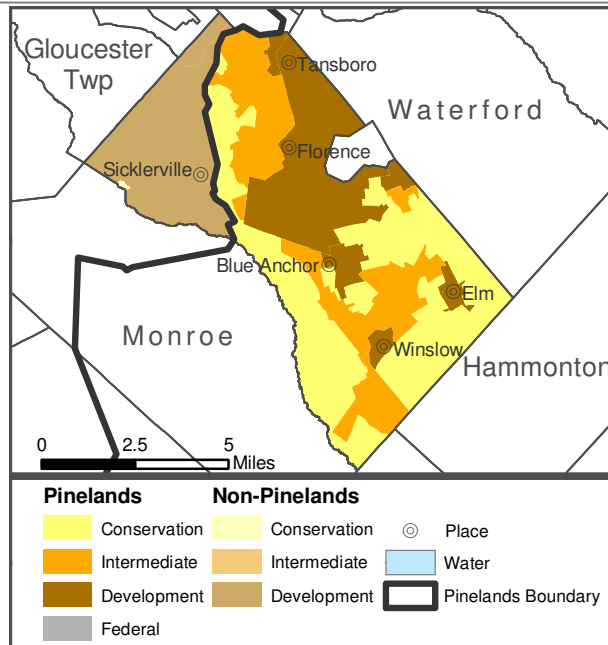 Gloucester
Twp
Tansboro
Waterford
Florence
Sicklerville
Blue Anchor
Elm
Monroe
Winslow
Hammonton
0 2.5 5
Miles
Pinelands Non-Pinelands
Conservation Conservation Place
Intermediate Intermediate Water
Development Development Pinelands Boundary
Federal